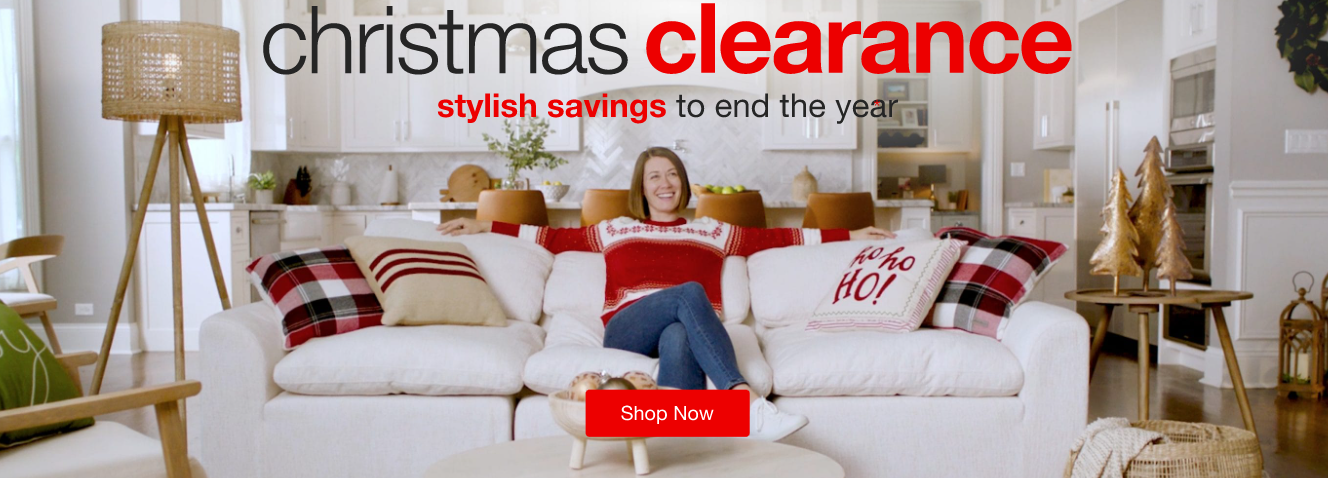 christmas clearance
stylish savings to end the year
ho ho
HO!
Shop Now